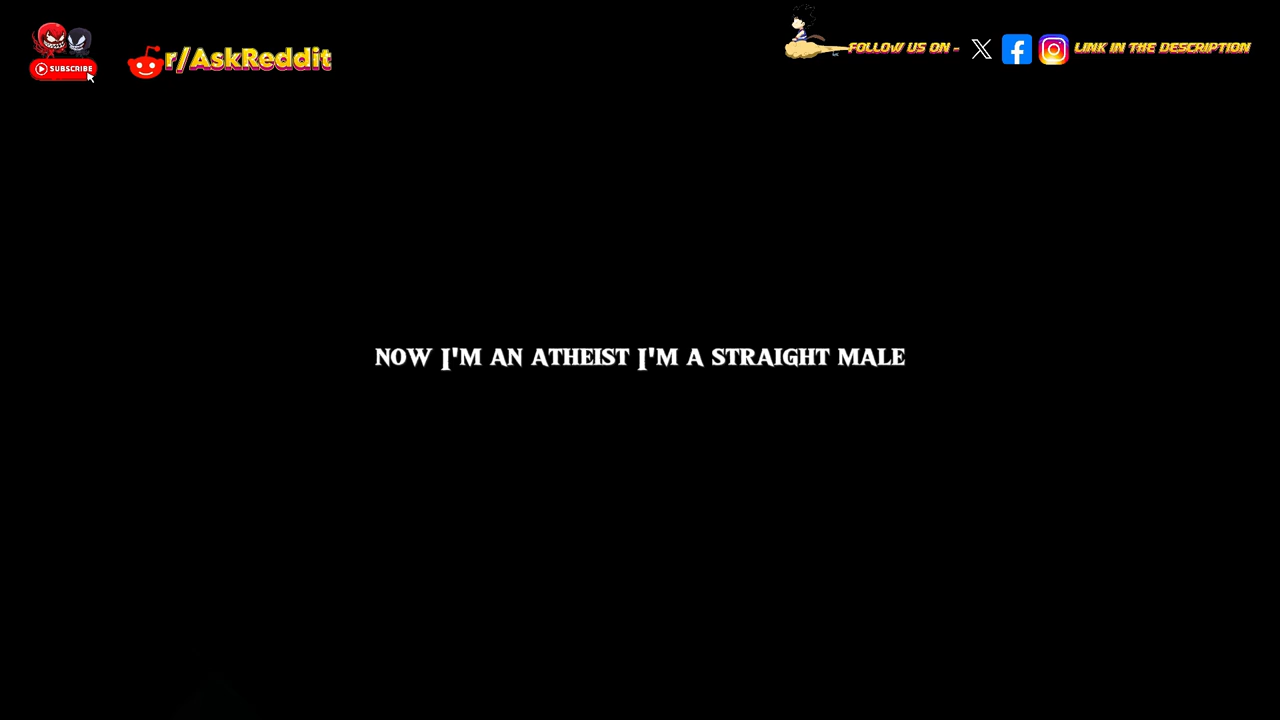 SUBSCRIBE
r/AskReddit
FOLLOW US ON -
LINK IN THE DESCRIPTION
NOW I'M AN ATHEIST I'M A STRAIGHT MALE